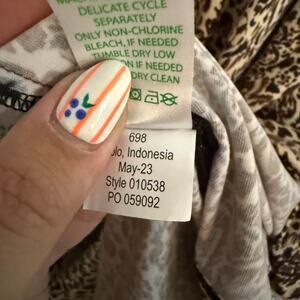 DELICATE CYCLE
SEPARATELY
ONLY NON-CHLORINE
BLEACH, IF NEEDED
TUMBLE DRY LOW
IF NEEDED
DRY CLEAN
698
Indonesia
May-23
Style 010538
PO 059092